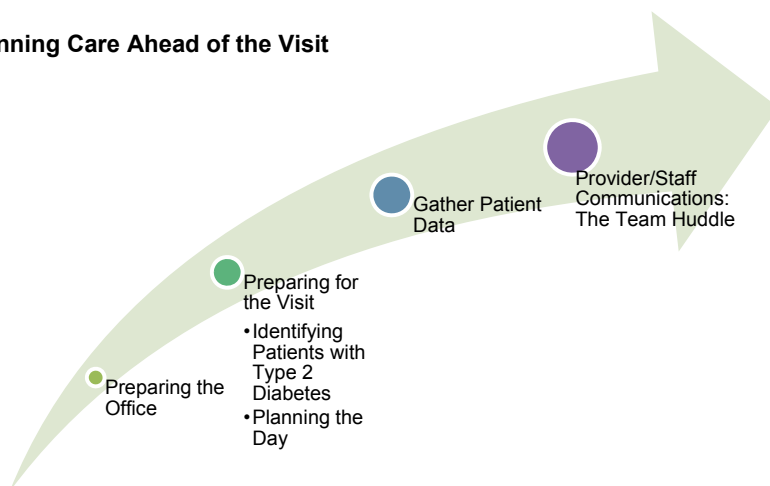 nning Care Ahead of the Visit
Provider/Staff
Communications:
The Team Huddle
Gather Patient
Data
Preparing for
the Visit
•Identifying
Patients with
Type 2
Diabetes
•Planning the
Day
Preparing the
Office